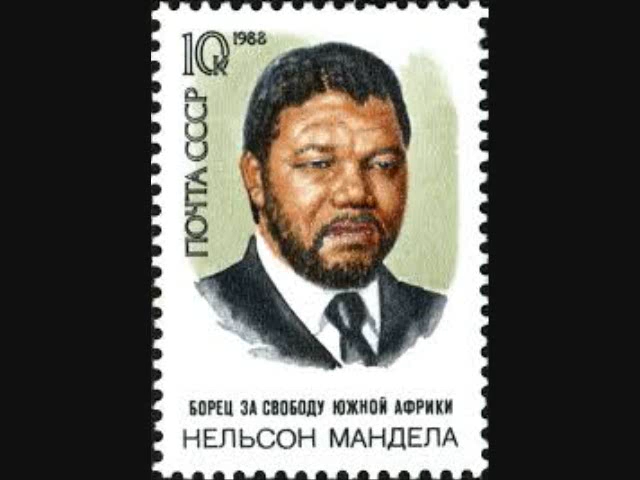 10к 1988
ПОЧТА СССР
БОРЕЦ ЗА СВОБОДУ ЮЖНОЙ АФРИКИ
НЕЛЬСОН МАНДЕЛА